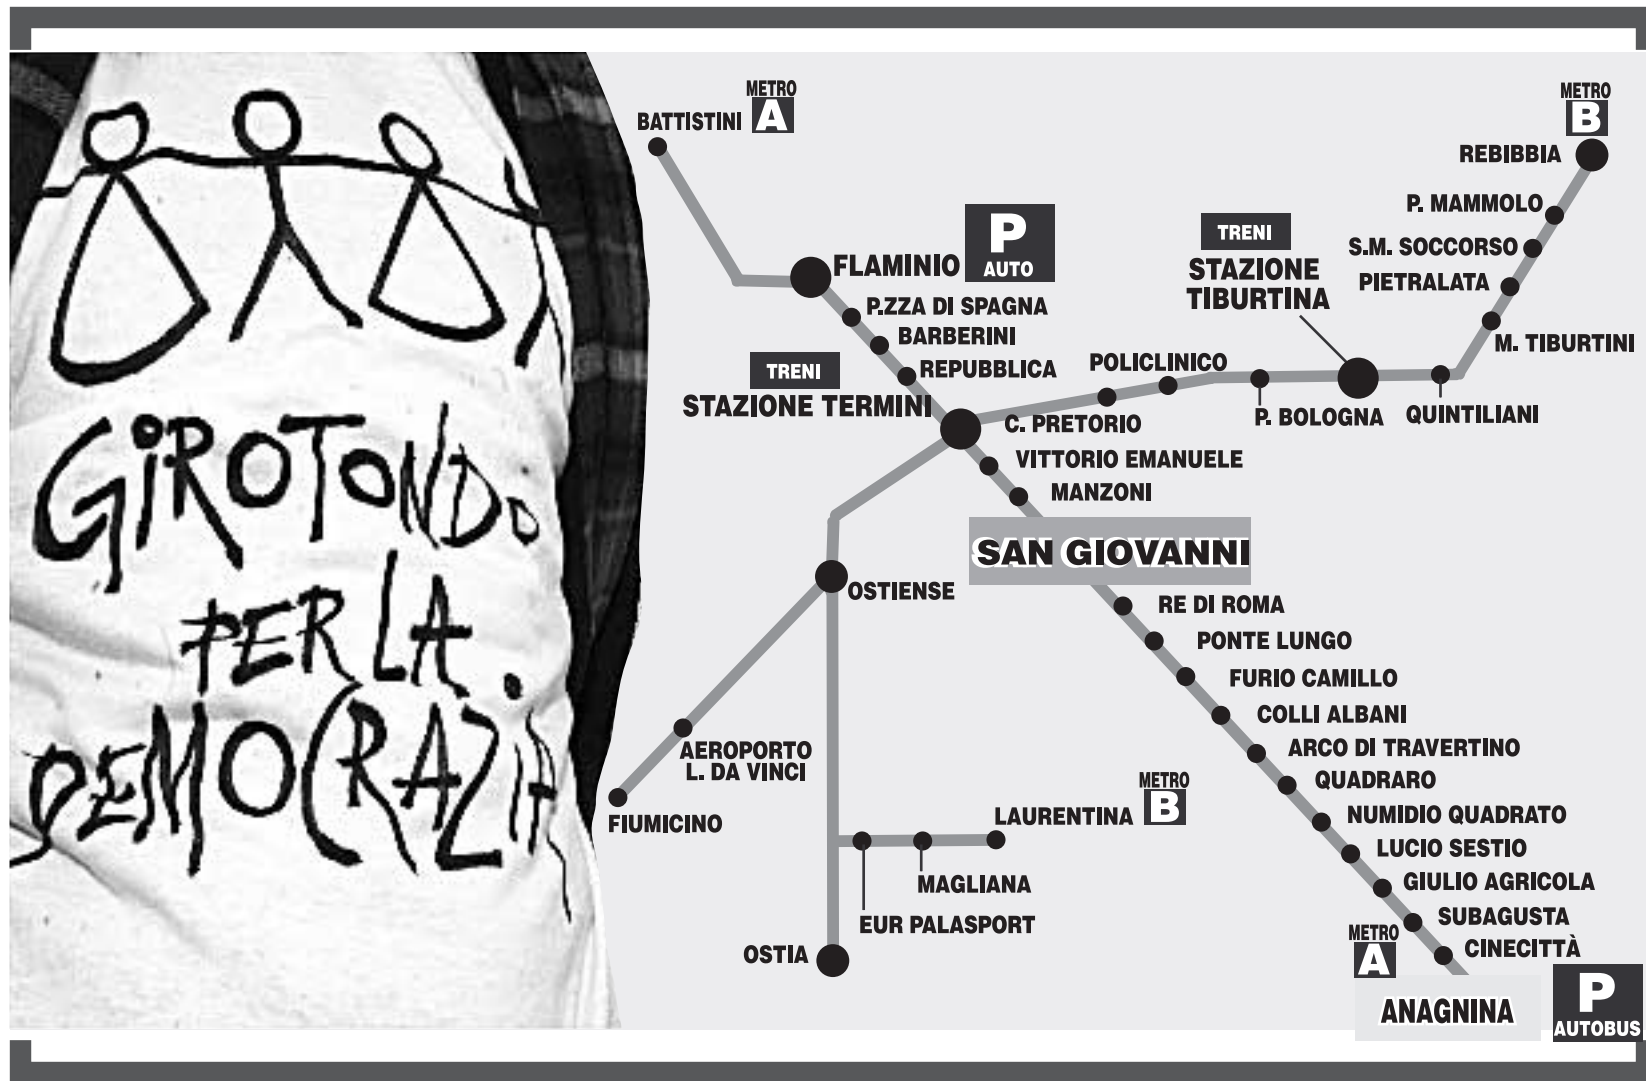 GiROTONDO
PER LA
DEMOCRAZIA
METRO
A
BATTISTINI
METRO
B
REBIBBIA
P. MAMMOLO
S.M. SOCCORSO
PIETRALATA
M. TIBURTINI
P
AUTO
FLAMINIO
P.ZZA DI SPAGNA
BARBERINI
REPUBBLICA
TRENI
STAZIONE
TIBURTINA
TRENI
STAZIONE TERMINI
POLICLINICO
C. PRETORIO
P. BOLOGNA
QUINTILIANI
VITTORIO EMANUELE
MANZONI
SAN GIOVANNI
OSTIENSE
RE DI ROMA
PONTE LUNGO
FURIO CAMILLO
COLLI ALBANI
ARCO DI TRAVERTINO
QUADRARO
NUMIDIO QUADRATO
LUCIO SESTIO
GIULIO AGRICOLA
SUBAGUSTA
CINECITTÀ
AEROPORTO
L. DA VINCI
FIUMICINO
METRO
B
LAURENTINA
MAGLIANA
EUR PALASPORT
OSTIA
METRO
A
ANAGNINA
P
AUTOBUS